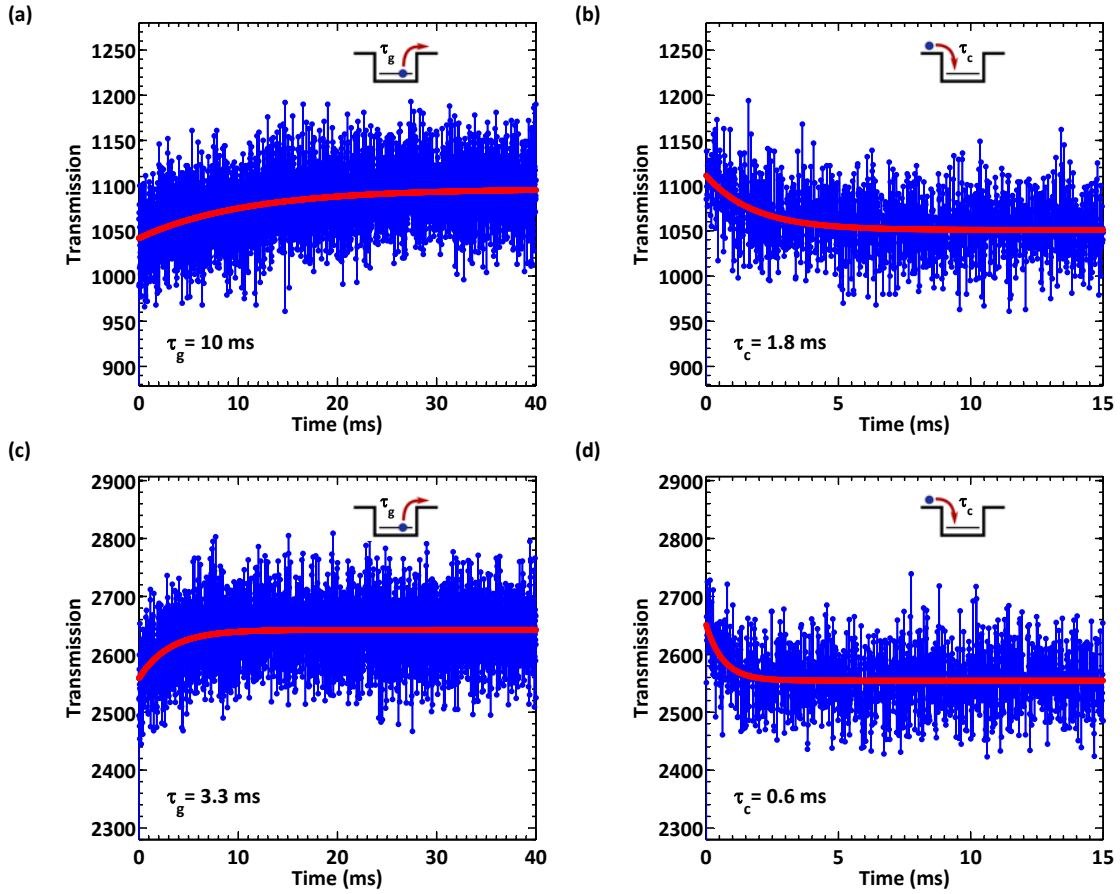 (a)
(b)
1250
1200
1150
1100
1050
1000
950
900
Transmission
τg
τg = 10 ms
0
10
20
30
40
Time (ms)
1250
1200
1150
1100
1050
1000
950
900
Transmission
τc
τc = 1.8 ms
0
5
10
15
Time (ms)
(c)
(d)
2900
2800
2700
2600
2500
2400
2300
Transmission
τg
τg = 3.3 ms
0
10
20
30
40
Time (ms)
2900
2800
2700
2600
2500
2400
2300
Transmission
τc
τc = 0.6 ms
0
5
10
15
Time (ms)